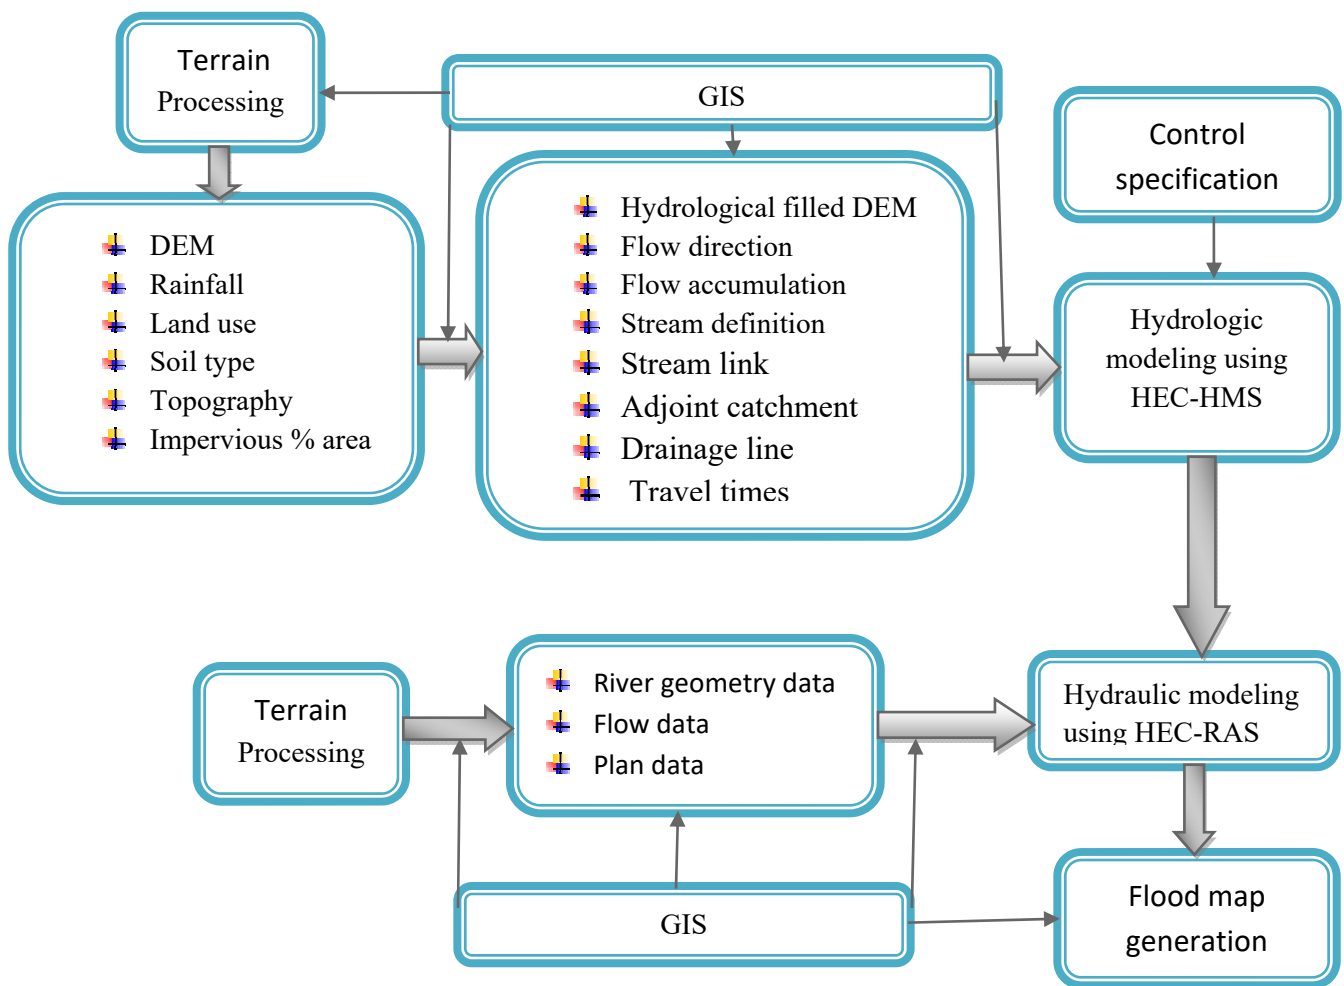 Terrain
Processing
GIS
Control
specification
DEM
Rainfall
Land use
Soil type
Topography
Impervious % area
Hydrological filled DEM
Flow direction
Flow accumulation
Stream definition
Stream link
Adjoint catchment
Drainage line
Travel times
Hydrologic
modeling using
HEC-HMS
Terrain
Processing
River geometry data
Flow data
Plan data
Hydraulic modeling
using HEC-RAS
GIS
Flood map
generation